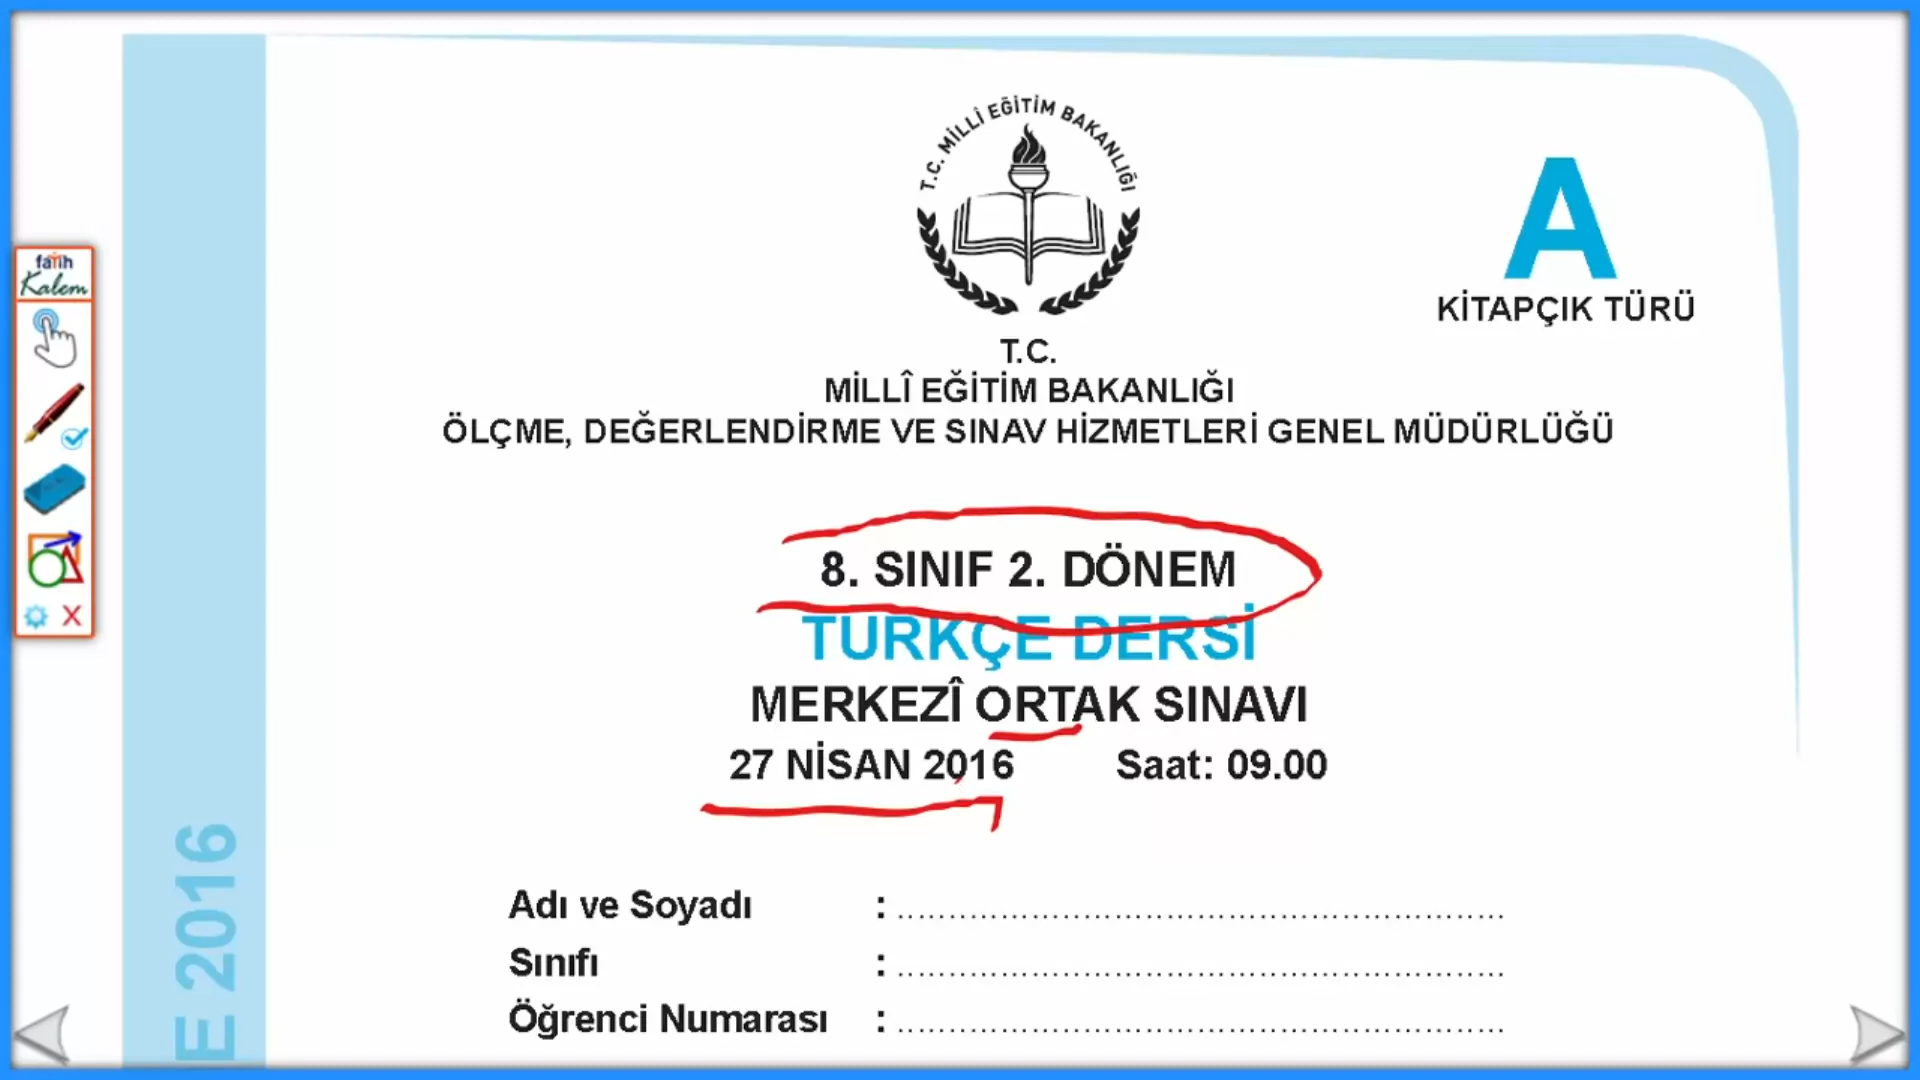 fatih
Kalem
T.C. MİLLÎ EĞİTİM BAKANLIĞI
A
KİTAPÇIK TÜRÜ
T.C.
MİLLÎ EĞİTİM BAKANLIĞI
ÖLÇME, DEĞERLENDİRME VE SINAV HİZMETLERİ GENEL MÜDÜRLÜĞÜ
8. SINIF 2. DÖNEM
TÜRKÇE DERSİ
MERKEZÎ ORTAK SINAVI
27 NİSAN 2016 Saat: 09.00
Adı ve Soyadı : ............................................................
Sınıfı : ............................................................
Öğrenci Numarası : ............................................................
E 2016